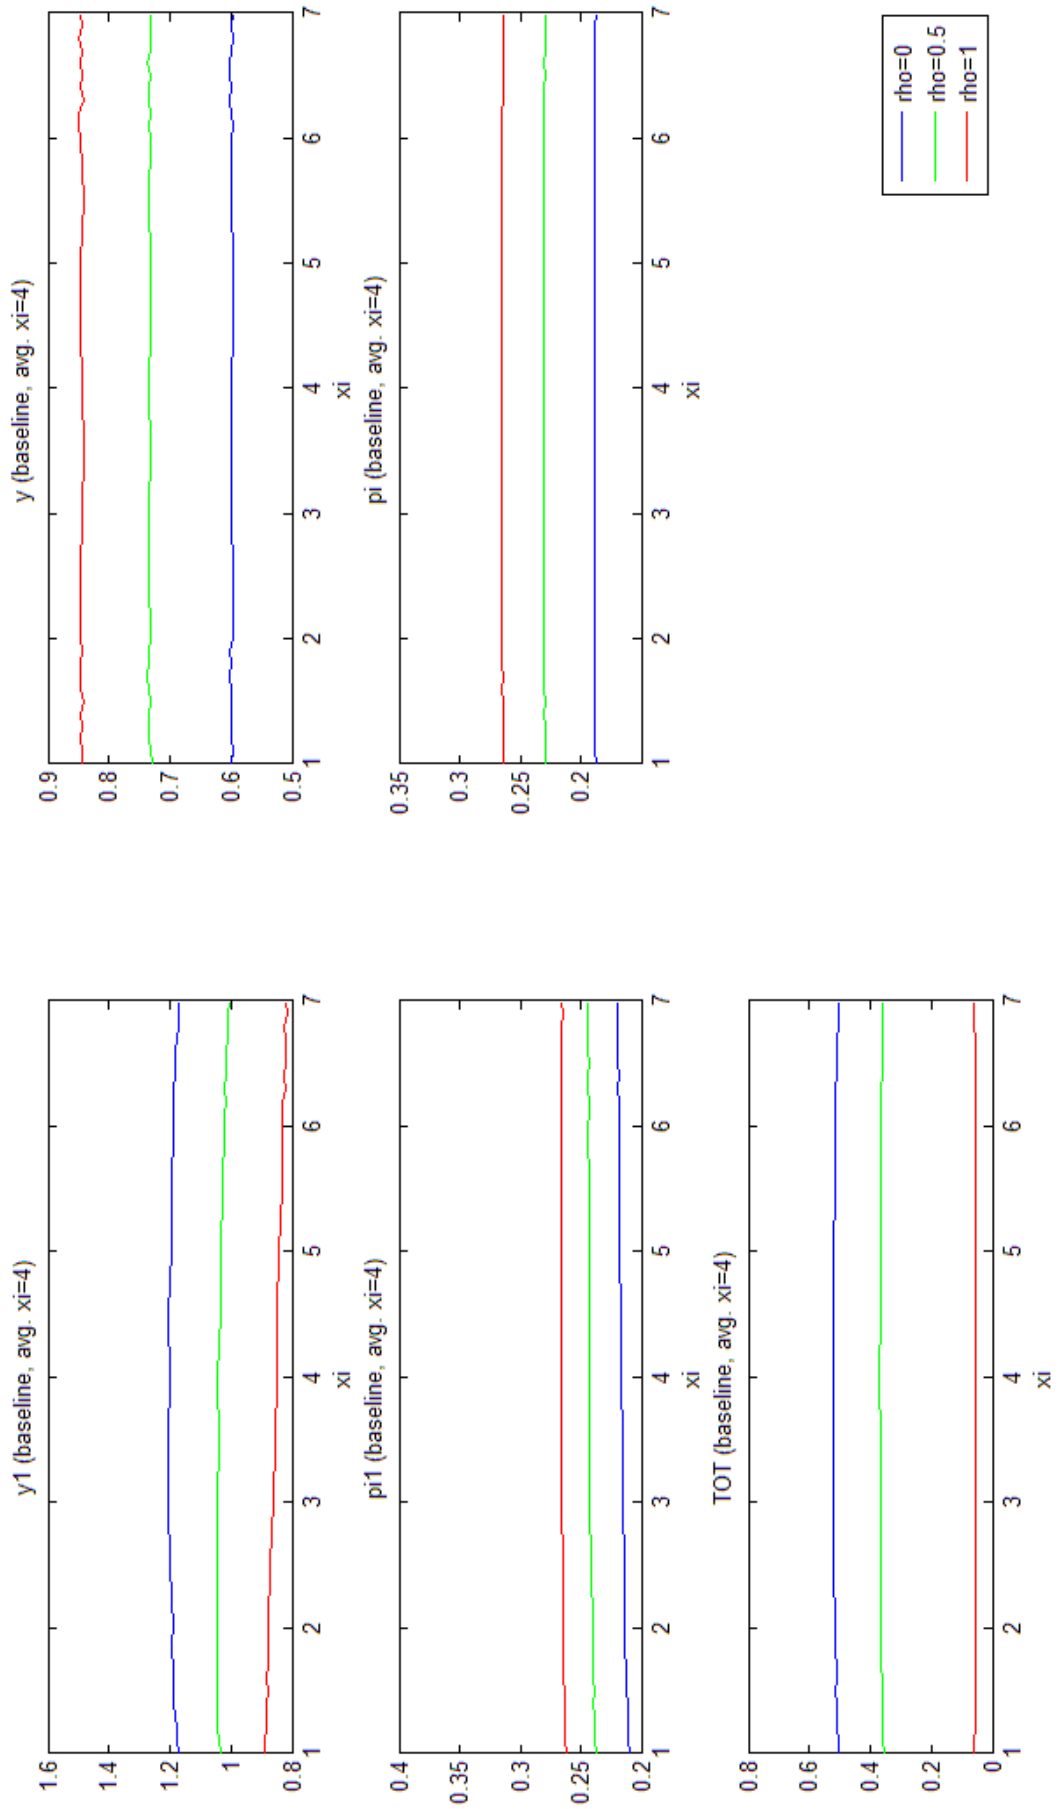 y1 (baseline, avg. xi=4)
1.6
1.4
1.2
1
0.8
1 2 3 4 5 6 7
xi
y (baseline, avg. xi=4)
0.9
0.8
0.7
0.6
0.5
1 2 3 4 5 6 7
xi
pi1 (baseline, avg. xi=4)
0.4
0.35
0.3
0.25
0.2
1 2 3 4 5 6 7
xi
pi (baseline, avg. xi=4)
0.35
0.3
0.25
0.2
1 2 3 4 5 6 7
xi
TOT (baseline, avg. xi=4)
0.8
0.6
0.4
0.2
0
1 2 3 4 5 6 7
xi
rho=0
rho=0.5
rho=1